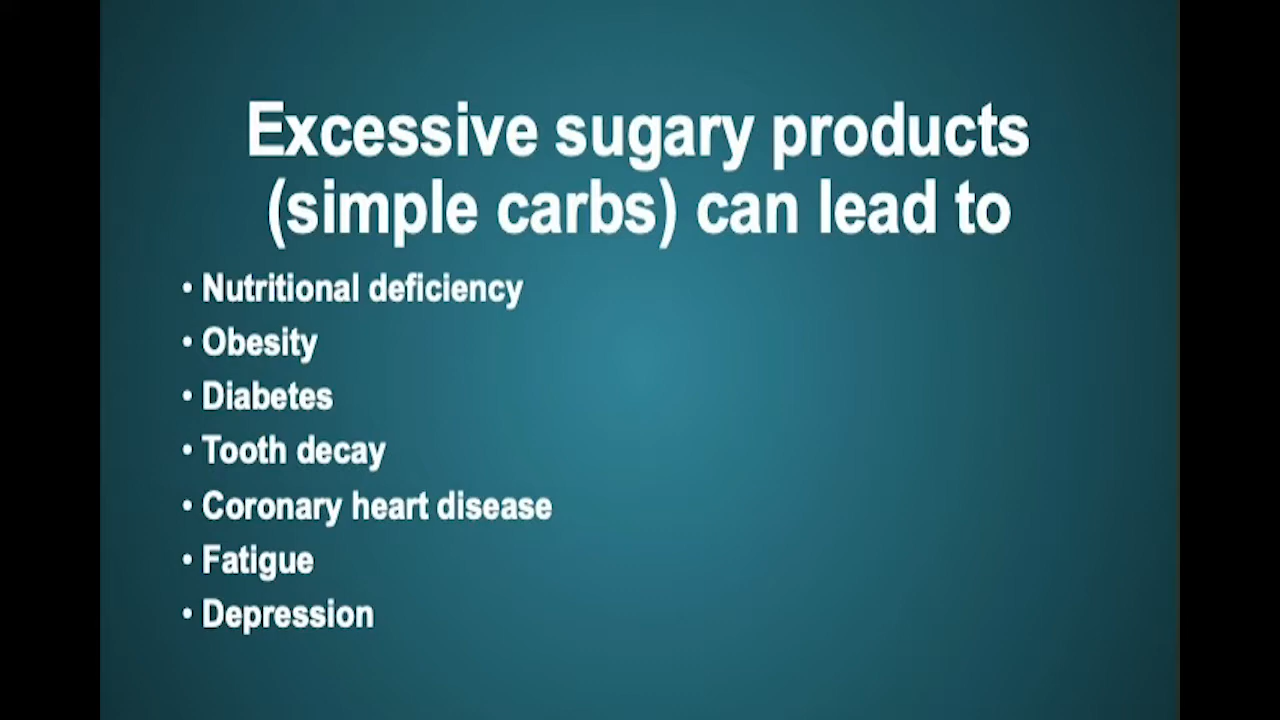 Excessive sugary products
(simple carbs) can lead to
• Nutritional deficiency
• Obesity
• Diabetes
• Tooth decay
• Coronary heart disease
• Fatigue
• Depression